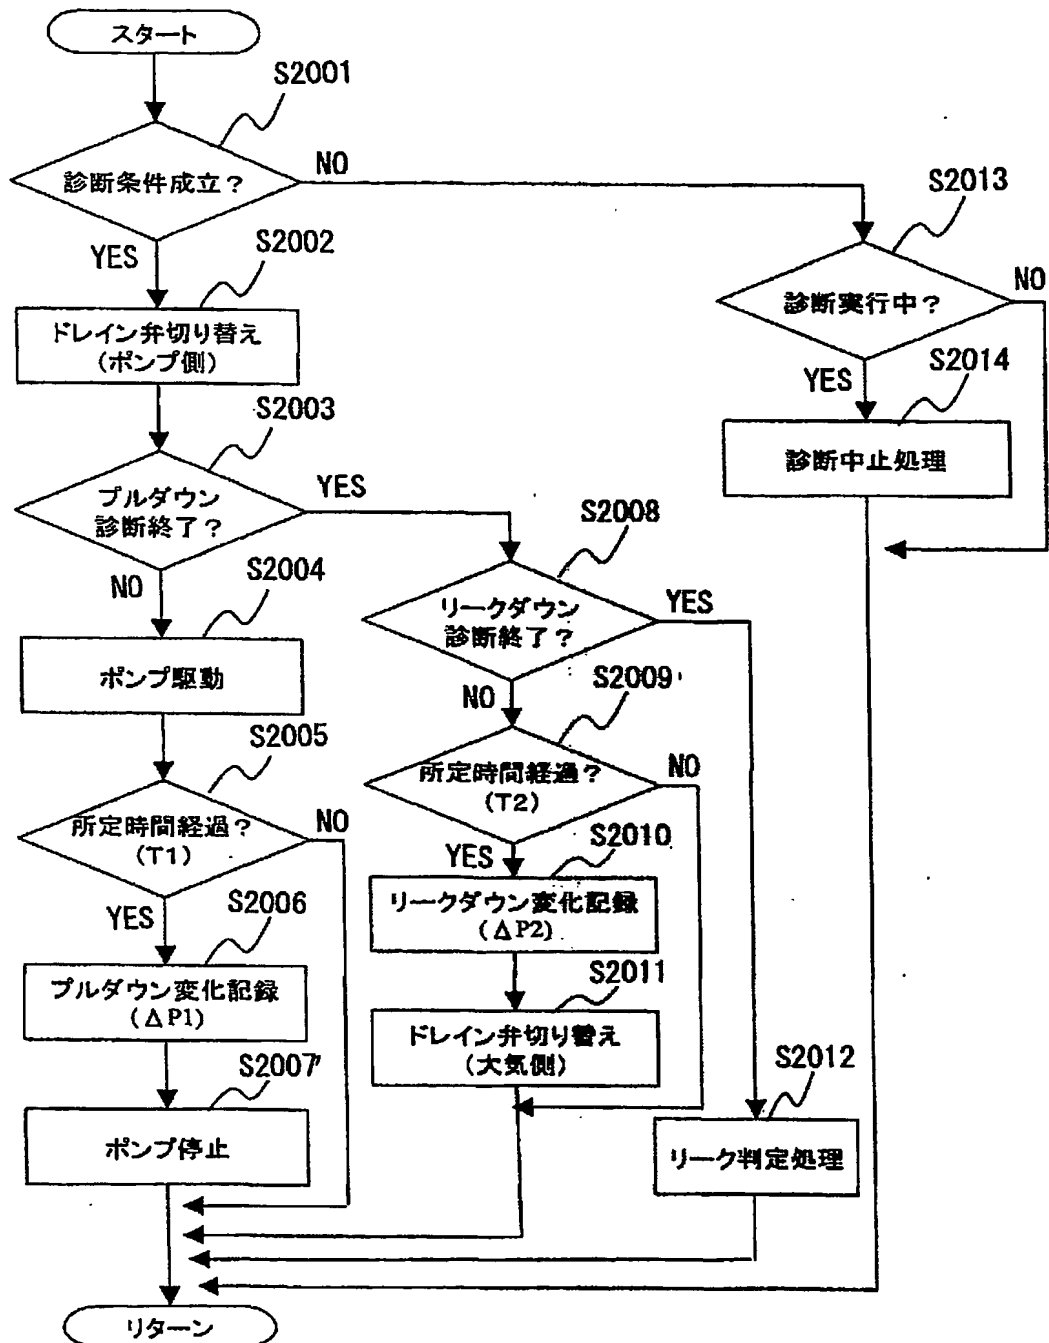 スタート
S2001
診断条件成立?
NO
YES
S2002
ドレイン弁切り替え
(ポンプ側)
S2003
プルダウン
診断終了?
YES
NO
S2004
ポンプ駆動
S2005
所定時間経過?
(T1)
NO
YES
S2006
プルダウン変化記録
(ΔP1)
S2007
ポンプ停止
S2008
リークダウン
診断終了?
YES
NO
S2009
所定時間経過?
(T2)
NO
YES
S2010
リークダウン変化記録
(ΔP2)
S2011
ドレイン弁切り替え
(大気側)
S2012
リーク判定処理
S2013
診断実行中?
NO
YES
S2014
診断中止処理
リターン